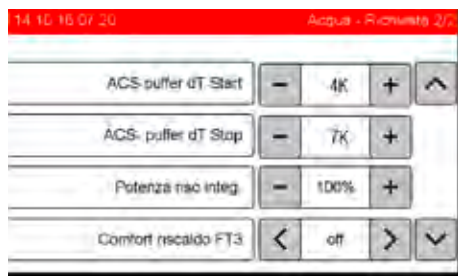 14.10.16 07:20 Acqua - Richiesta 2/2
ACS puffer dT Start - 4K +
ACS- puffer dT Stop - 7K +
Potenza risc integ. - 100% +
Comfort riscaldo FT3 < off >